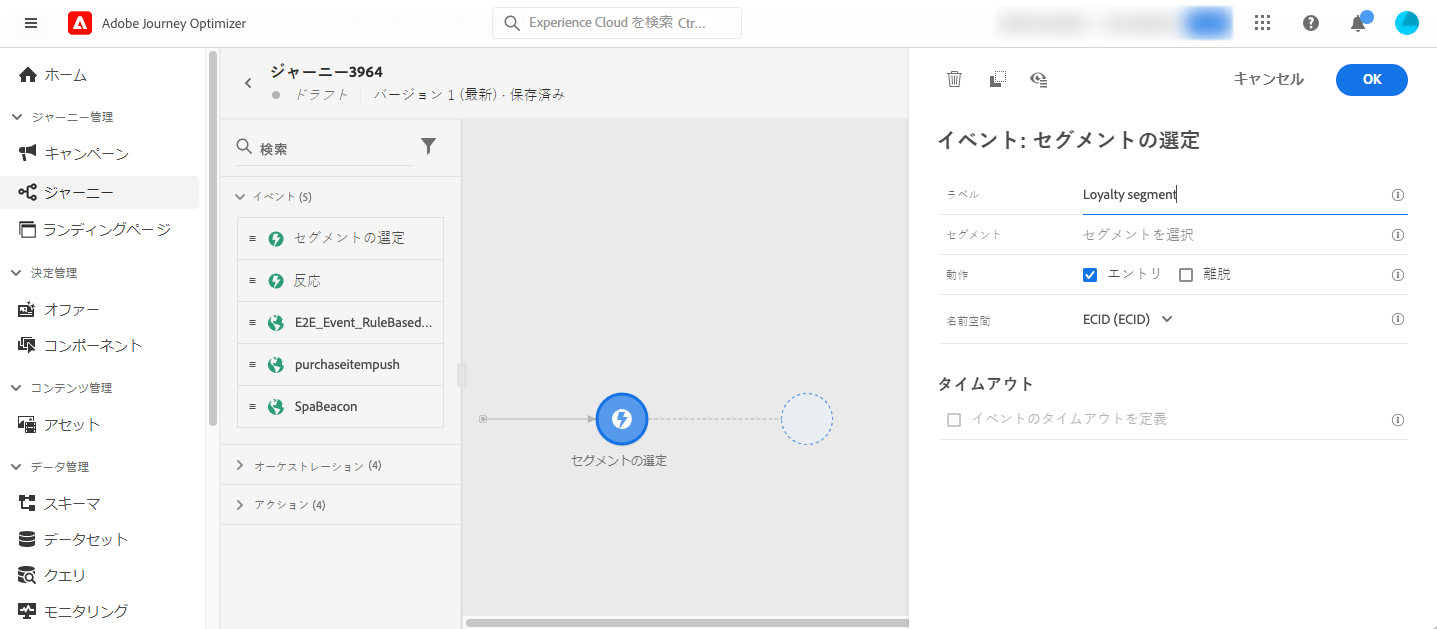 Adobe Journey Optimizer
Experience Cloud を検索 Ctr...
ホーム
ジャーニー管理
キャンペーン
ジャーニー
ランディングページ
決定管理
オファー
コンポーネント
コンテンツ管理
アセット
データ管理
スキーマ
データセット
クエリ
モニタリング
ジャーニー3964
ドラフト
バージョン 1 (最新)・保存済み
検索
イベント (5)
セグメントの選定
反応
E2E_Event_RuleBased...
purchaseitempush
SpaBeacon
オーケストレーション (4)
アクション (4)
セグメントの選定
キャンセル
OK
イベント: セグメントの選定
ラベル Loyalty segment
セグメント セグメントを選択
動作 エントリ 離脱
名前空間 ECID (ECID)
タイムアウト
イベントのタイムアウトを定義